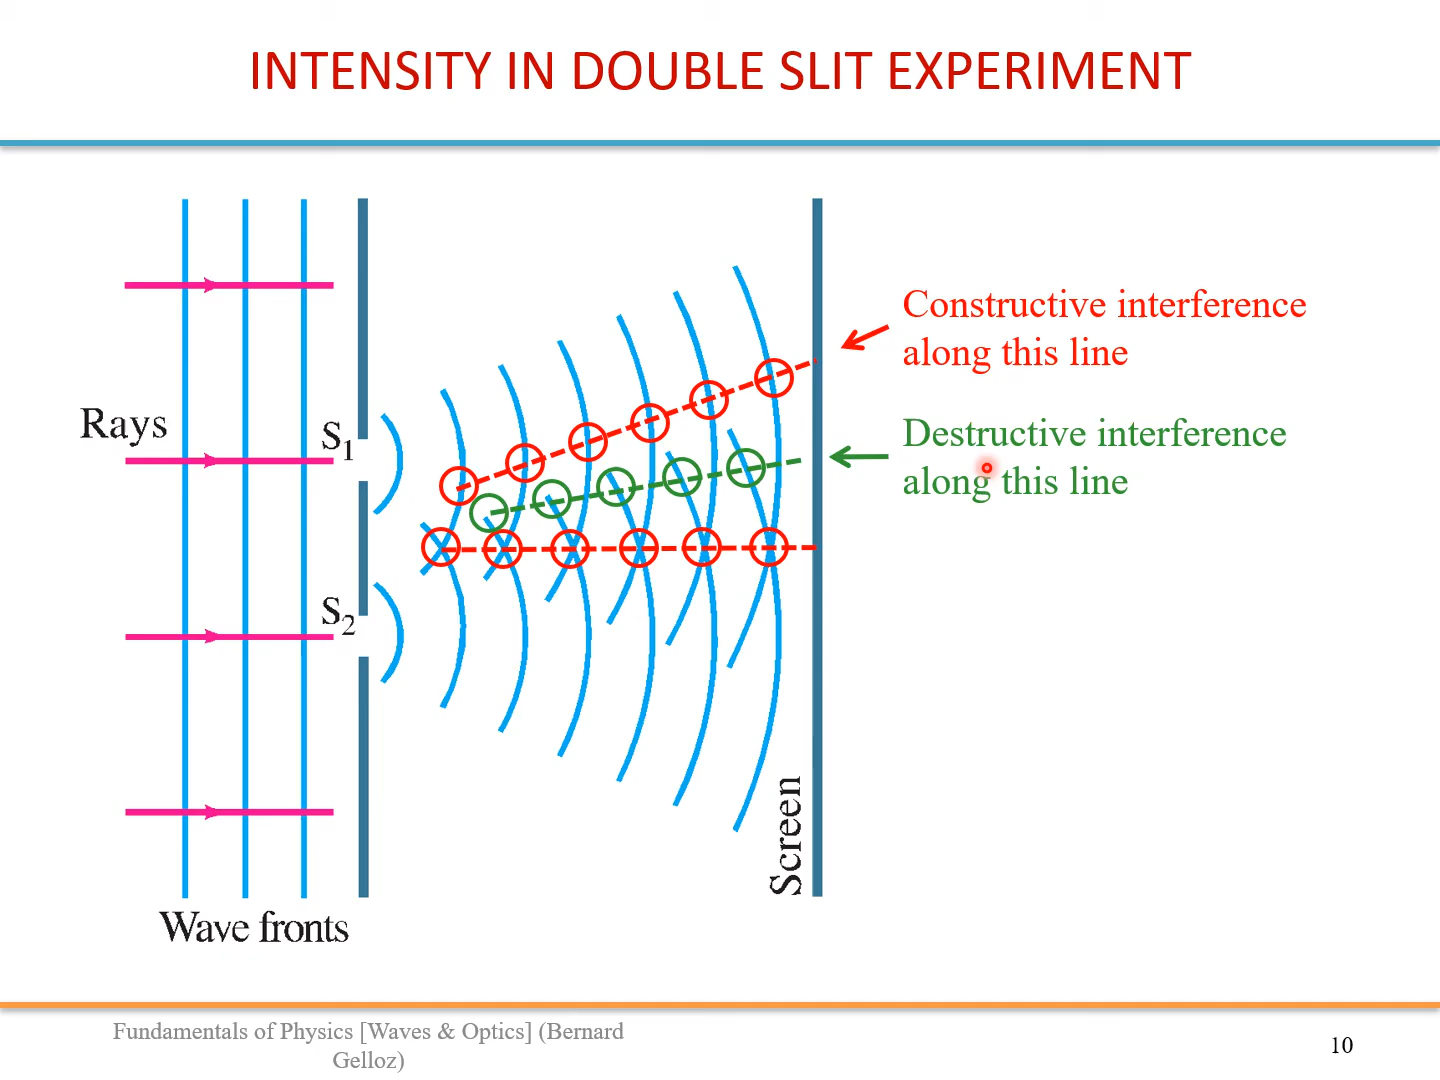 INTENSITY IN DOUBLE SLIT EXPERIMENT
Constructive interference
along this line
Rays
S1
Destructive interference
along this line
S2
Screen
Wave fronts
Fundamentals of Physics [Waves & Optics] (Bernard
Gelloz)
10